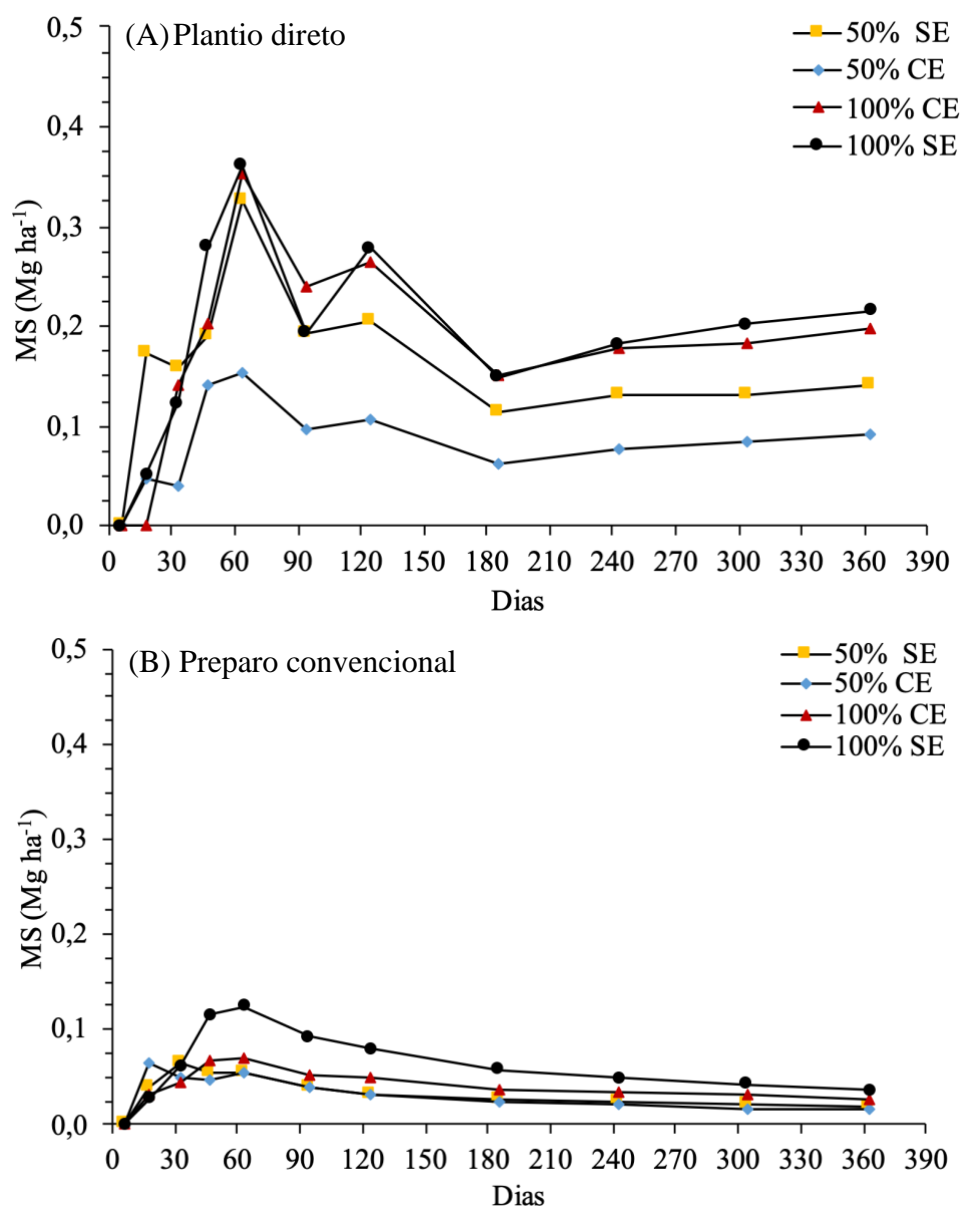 (A) Plantio direto
50% SE
50% CE
100% CE
100% SE
0,5
0,4
0,3
0,2
0,1
0,0
MS (Mg ha⁻¹)
0 30 60 90 120 150 180 210 240 270 300 330 360 390
Dias
(B) Preparo convencional
50% SE
50% CE
100% CE
100% SE
0,5
0,4
0,3
0,2
0,1
0,0
MS (Mg ha⁻¹)
0 30 60 90 120 150 180 210 240 270 300 330 360 390
Dias